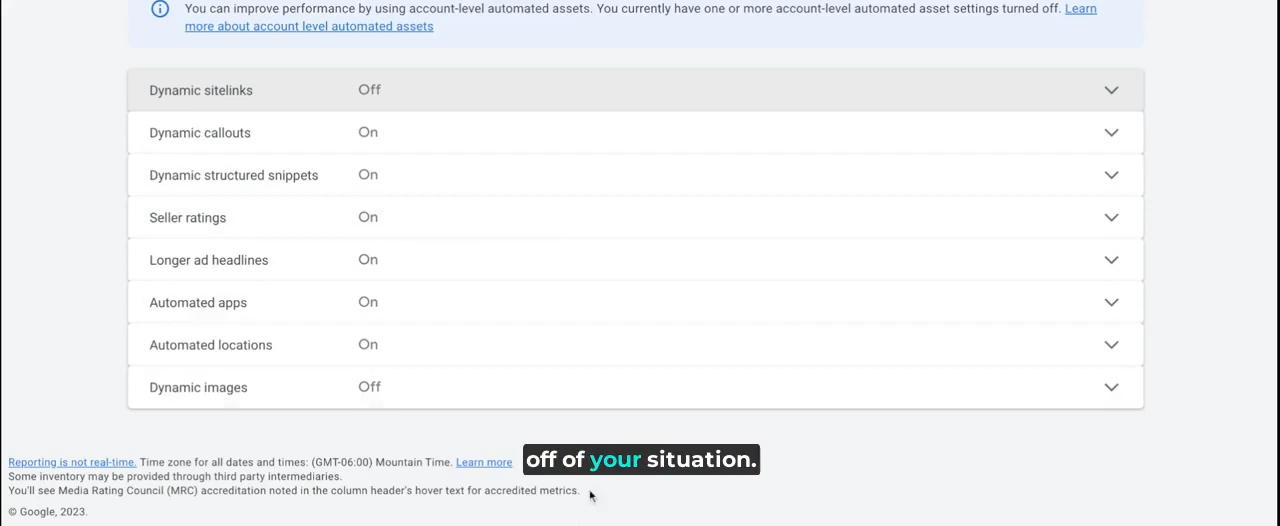 You can improve performance by using account-level automated assets. You currently have one or more account-level automated asset settings turned off. Learn
more about account level automated assets
Dynamic sitelinks Off
Dynamic callouts On
Dynamic structured snippets On
Seller ratings On
Longer ad headlines On
Automated apps On
Automated locations On
Dynamic images Off
off of your situation.
Reporting is not real-time. Time zone for all dates and times: (GMT-06:00) Mountain Time. Learn more
Some inventory may be provided through third party intermediaries.
You'll see Media Rating Council (MRC) accreditation noted in the column header's hover text for accredited metrics.
© Google, 2023.